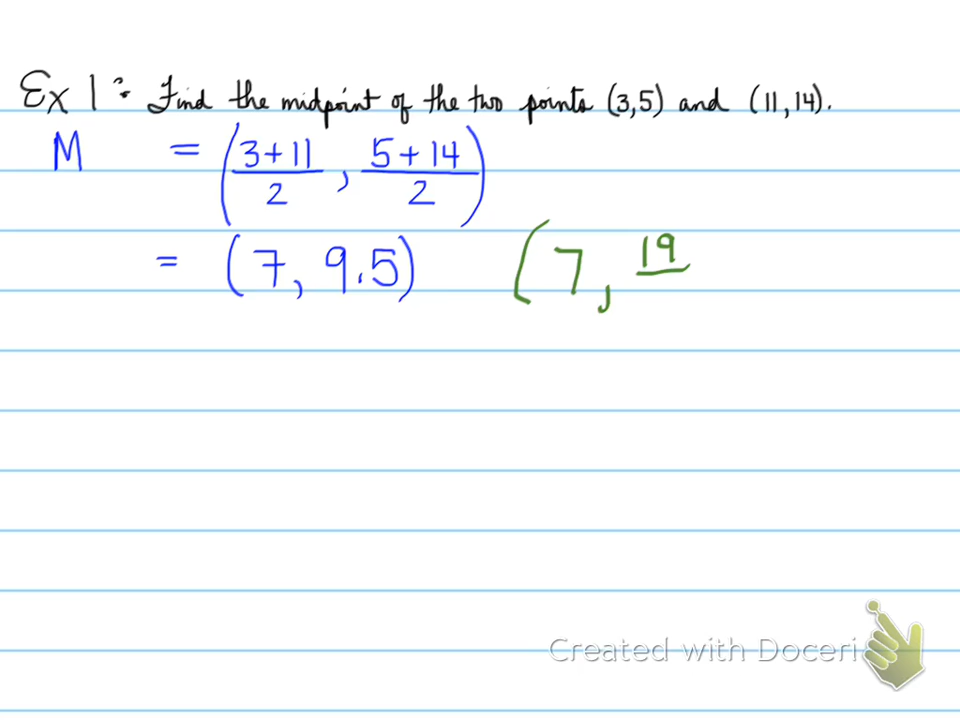 Ex 1: Find the midpoint of the two points (3,5) and (11,14).
M = (3+11/2, 5+14/2)
= (7, 9.5) (7, 19/
Created with Doceri